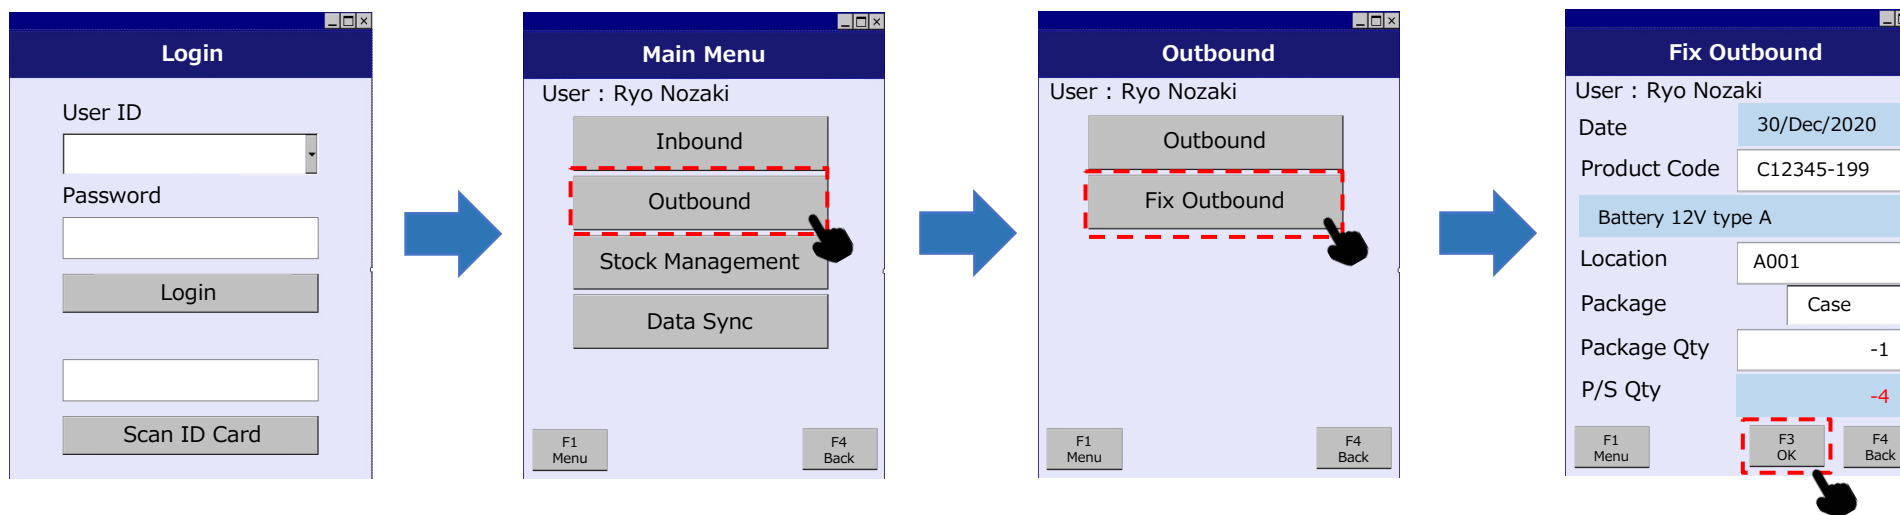 Login
User ID
Password
Login
Scan ID Card
Main Menu
User : Ryo Nozaki
Inbound
Outbound
Stock Management
Data Sync
F1
Menu
F4
Back
Outbound
User : Ryo Nozaki
Outbound
Fix Outbound
F1
Menu
F4
Back
Fix Outbound
User : Ryo Nozaki
Date 30/Dec/2020
Product Code C12345-199
Battery 12V type A
Location A001
Package Case
Package Qty -1
P/S Qty -4
F1
Menu
F3
OK
F4
Back